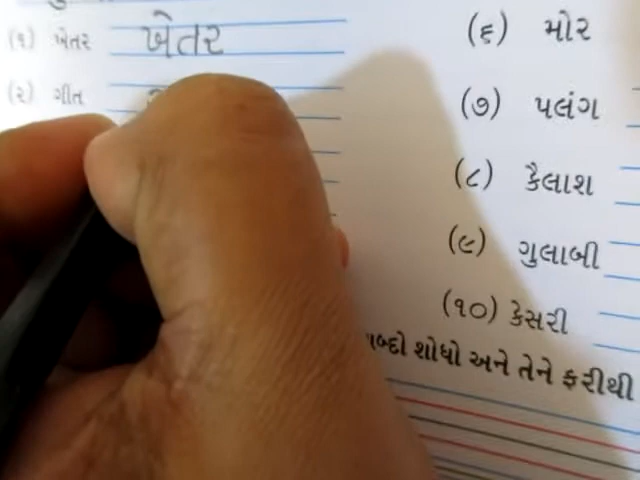 (૧) ખેતર ખેતર
(૨) ગીત
(૬) મોર
(૭) પલંગ
(૮) કૈલાશ
(૯) ગુલાબી
(૧૦) કેસરી
શોધો અને તેને ફરીથી